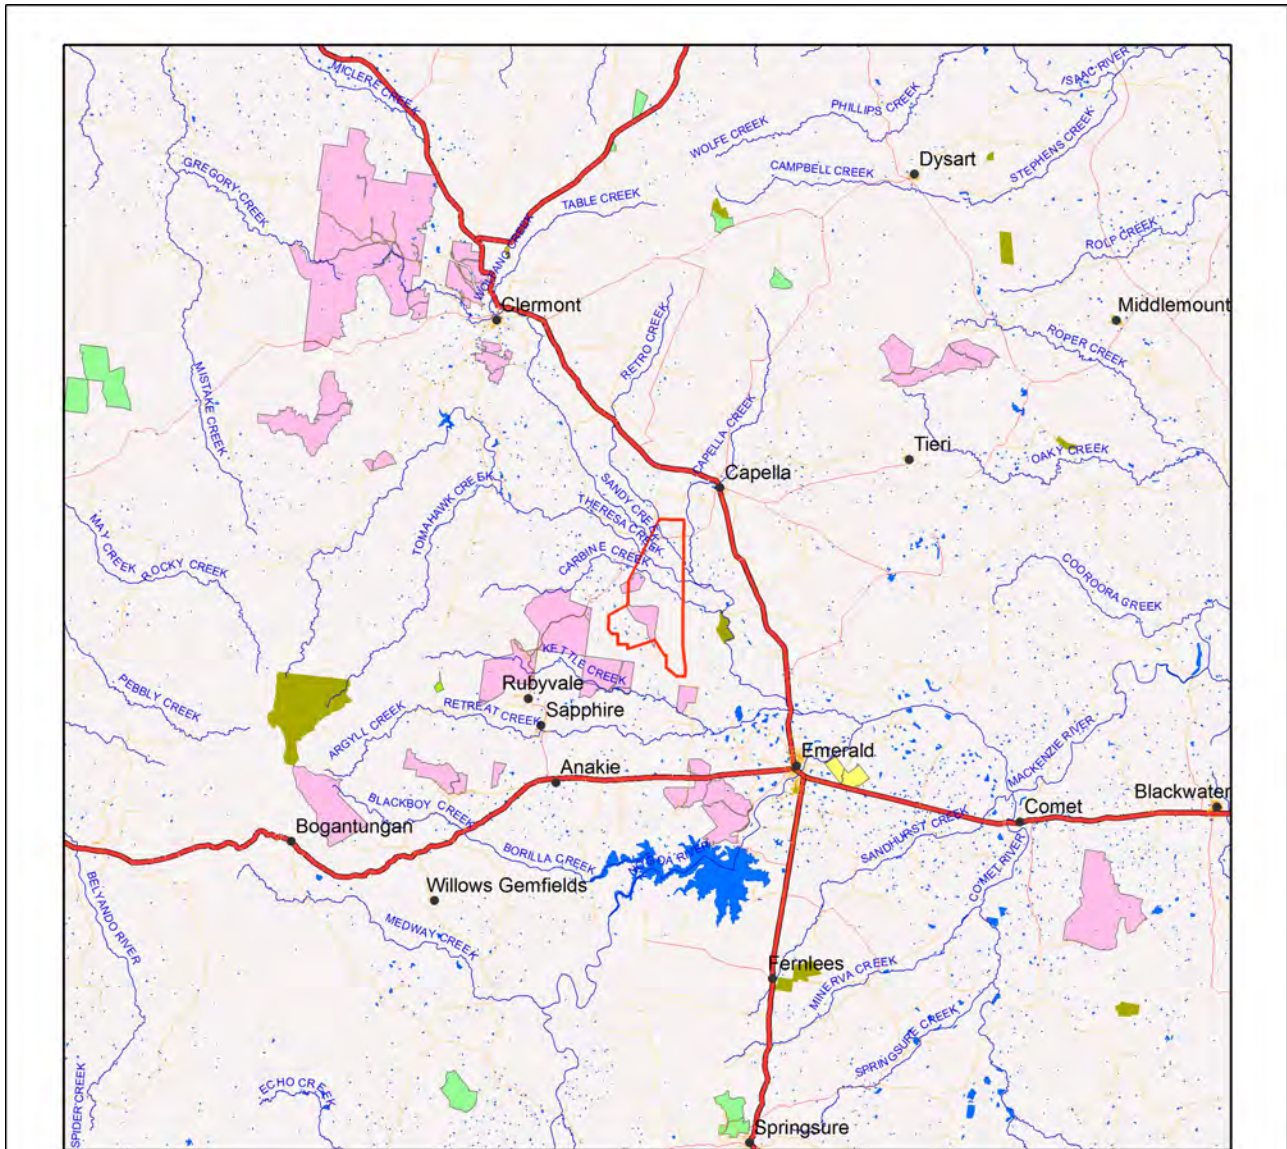 ISAAC RIVER
MICLERE CREEK
PHILLIPS CREEK
WOLFE CREEK
STEPHENS CREEK
Dysart
CAMPBELL CREEK
GREGORY CREEK
TABLE CREEK
ROLF CREEK
WOLFANG CREEK
Clermont
Middlemount
RETRO CREEK
ROPER CREEK
MISTAKE CREEK
CAPELLA CREEK
Tieri
OAKY CREEK
Capella
SANDY CREEK
TOMAHAWK CREEK
THERESA CREEK
MAY CREEK
ROCKY CREEK
CARBINE CREEK
COOROORA CREEK
KETTLE CREEK
PEBBLY CREEK
Rubyvale
Sapphire
RETREAT CREEK
ARGYLL CREEK
MACKENZIE RIVER
Emerald
Anakie
Blackwater
BLACKBOY CREEK
Comet
SANDHURST CREEK
Bogantungan
BORILLA CREEK
RIVER
COMET RIVER
Willows Gemfields
BELYANDO RIVER
MEDWAY CREEK
Fernlees
MINERVA CREEK
SPRINGSURE CREEK
ECHO CREEK
SPIDER CREEK
Springsure